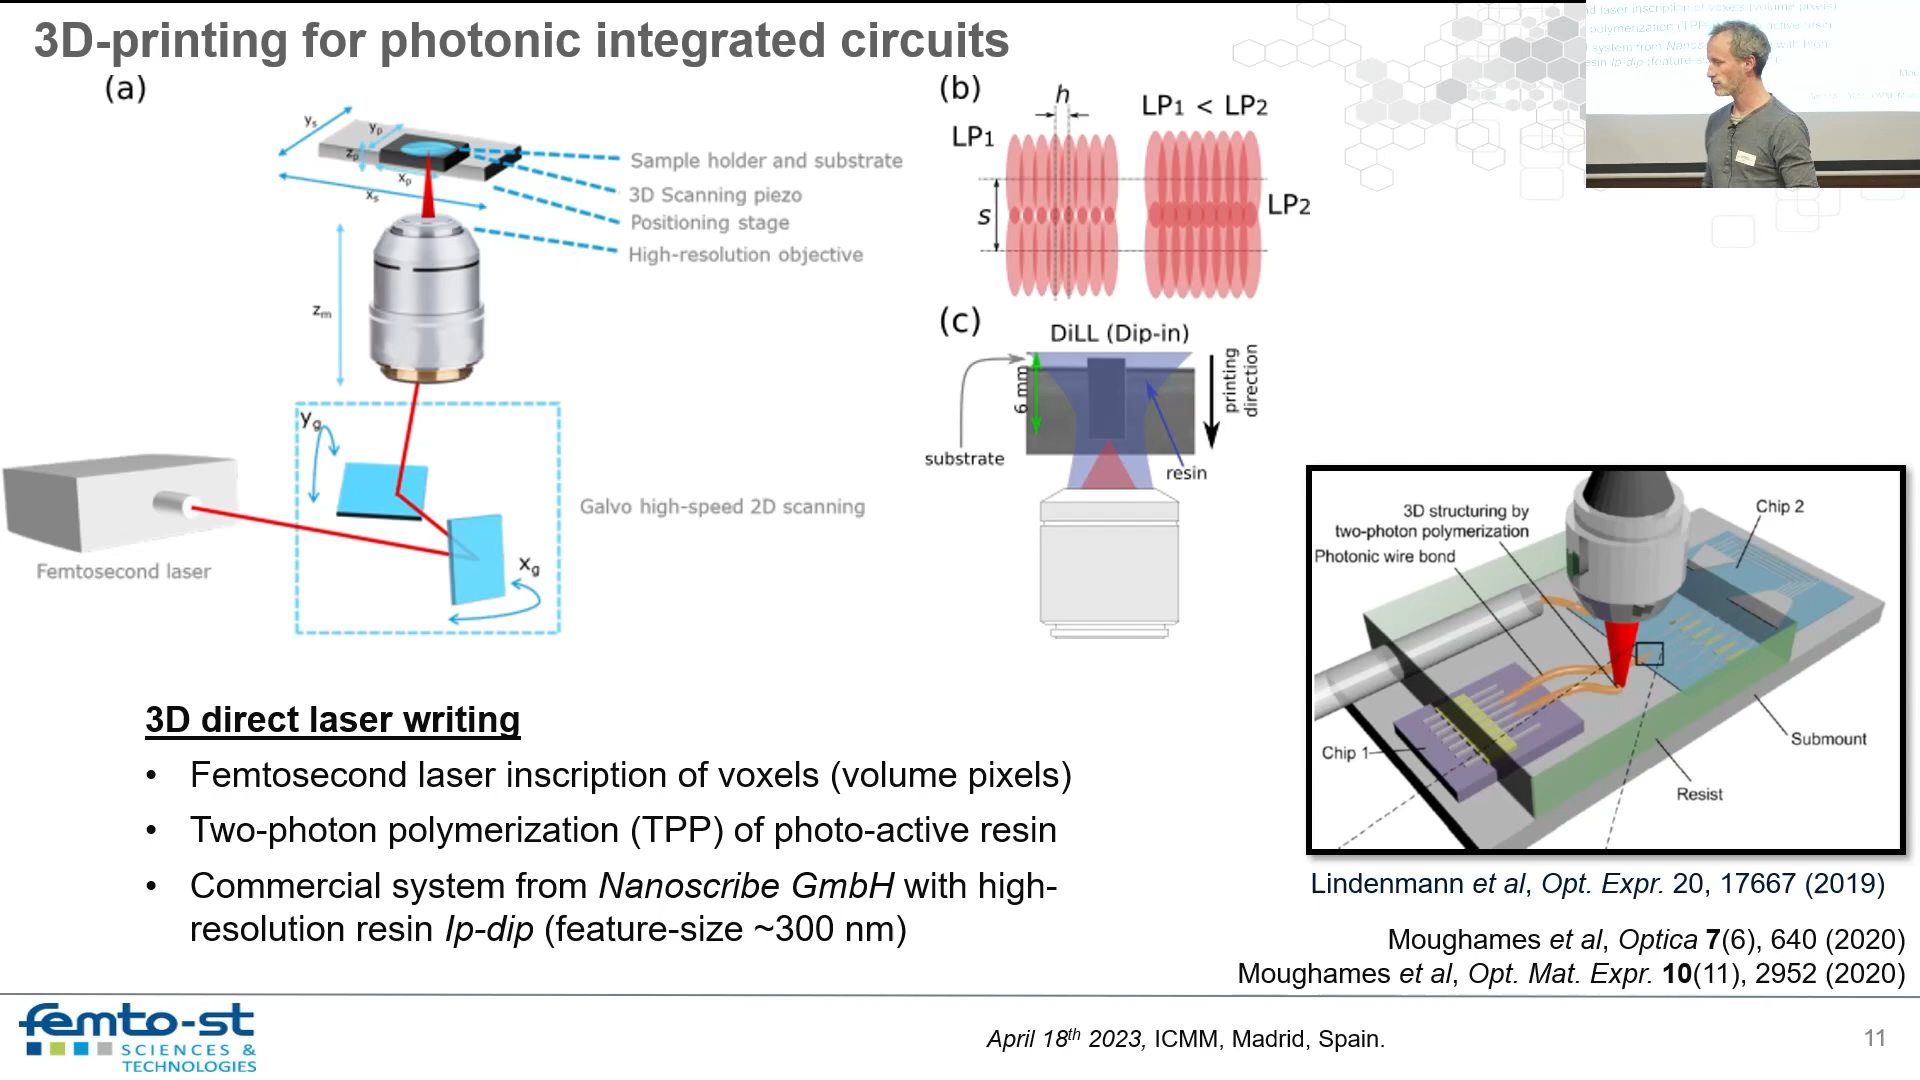 3D-printing for photonic integrated circuits
(a)
ys
yp
zp
xp
xs
Sample holder and substrate
3D Scanning piezo
Positioning stage
High-resolution objective
zm
yg
xg
Galvo high-speed 2D scanning
Femtosecond laser
(b)
h
LP1 < LP2
LP1
s
LP2
(c)
DiLL (Dip-in)
6 mm
printing
direction
substrate
resin
3D structuring by
two-photon polymerization
Photonic wire bond
Chip 2
Chip 1
Submount
Resist
Lindenmann et al, Opt. Expr. 20, 17667 (2019)
Moughames et al, Optica 7(6), 640 (2020)
Moughames et al, Opt. Mat. Expr. 10(11), 2952 (2020)
3D direct laser writing
• Femtosecond laser inscription of voxels (volume pixels)
• Two-photon polymerization (TPP) of photo-active resin
• Commercial system from Nanoscribe GmbH with high-
resolution resin Ip-dip (feature-size ~300 nm)
femto-st
SCIENCES &
TECHNOLOGIES
April 18th 2023, ICMM, Madrid, Spain.
11